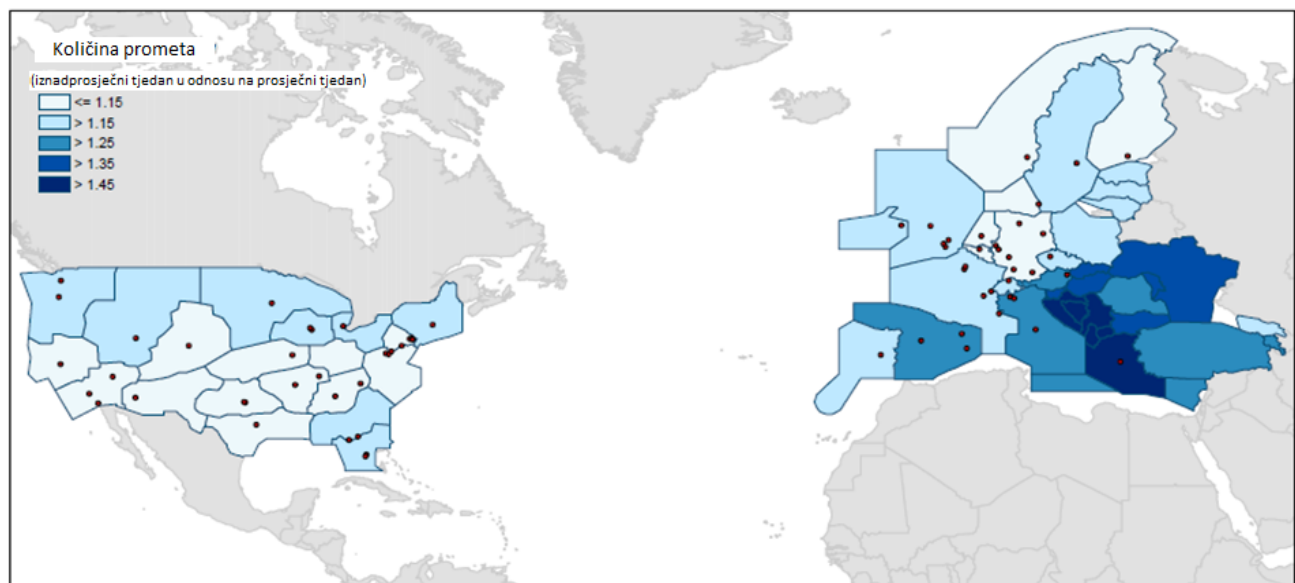 Količina prometa
(iznadprosječni tjedan u odnosu na prosječni tjedan)
<= 1.15
> 1.15
> 1.25
> 1.35
> 1.45